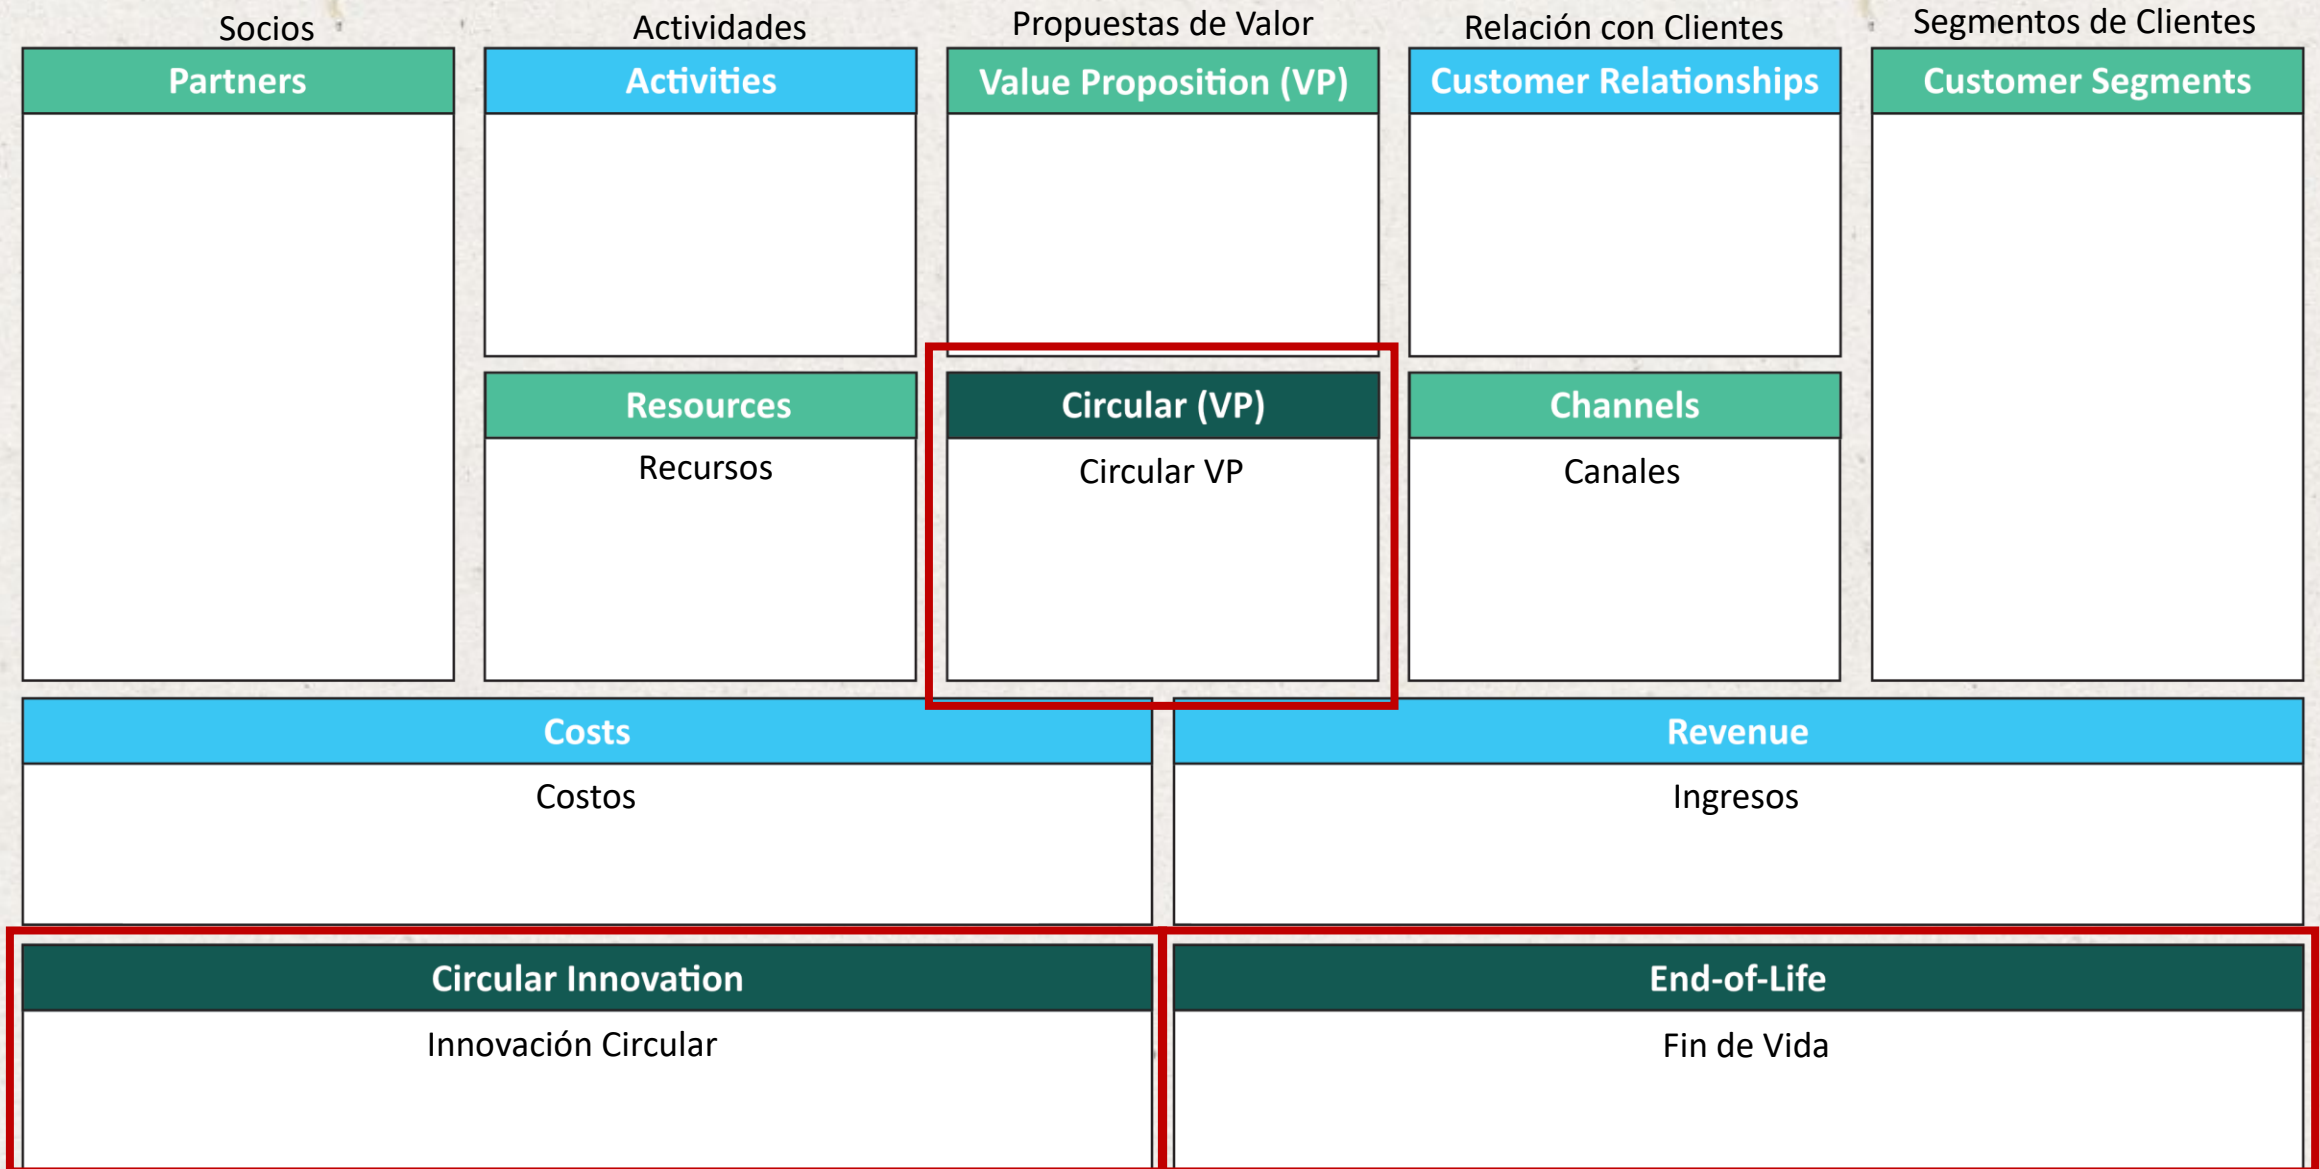 Socios
Actividades
Propuestas de Valor
Relación con Clientes
Segmentos de Clientes
Partners
Activities
Value Proposition (VP)
Customer Relationships
Customer Segments
Resources
Recursos
Circular (VP)
Circular VP
Channels
Canales
Costs
Costos
Revenue
Ingresos
Circular Innovation
Innovación Circular
End-of-Life
Fin de Vida